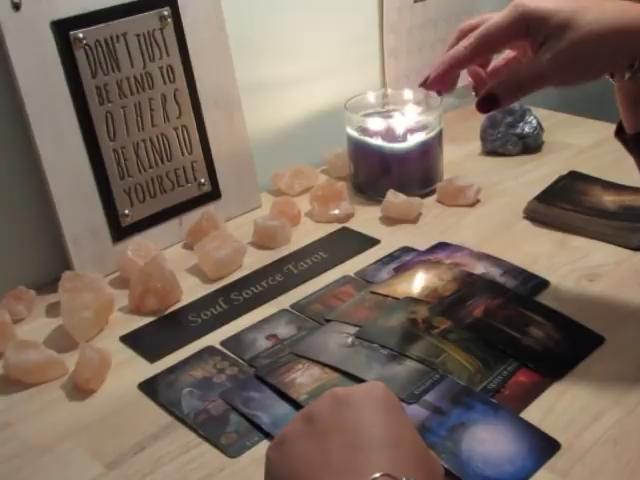 DON'T JUST
BE KIND TO
OTHERS
BE KIND TO
YOURSELF
Soul Source Tarot